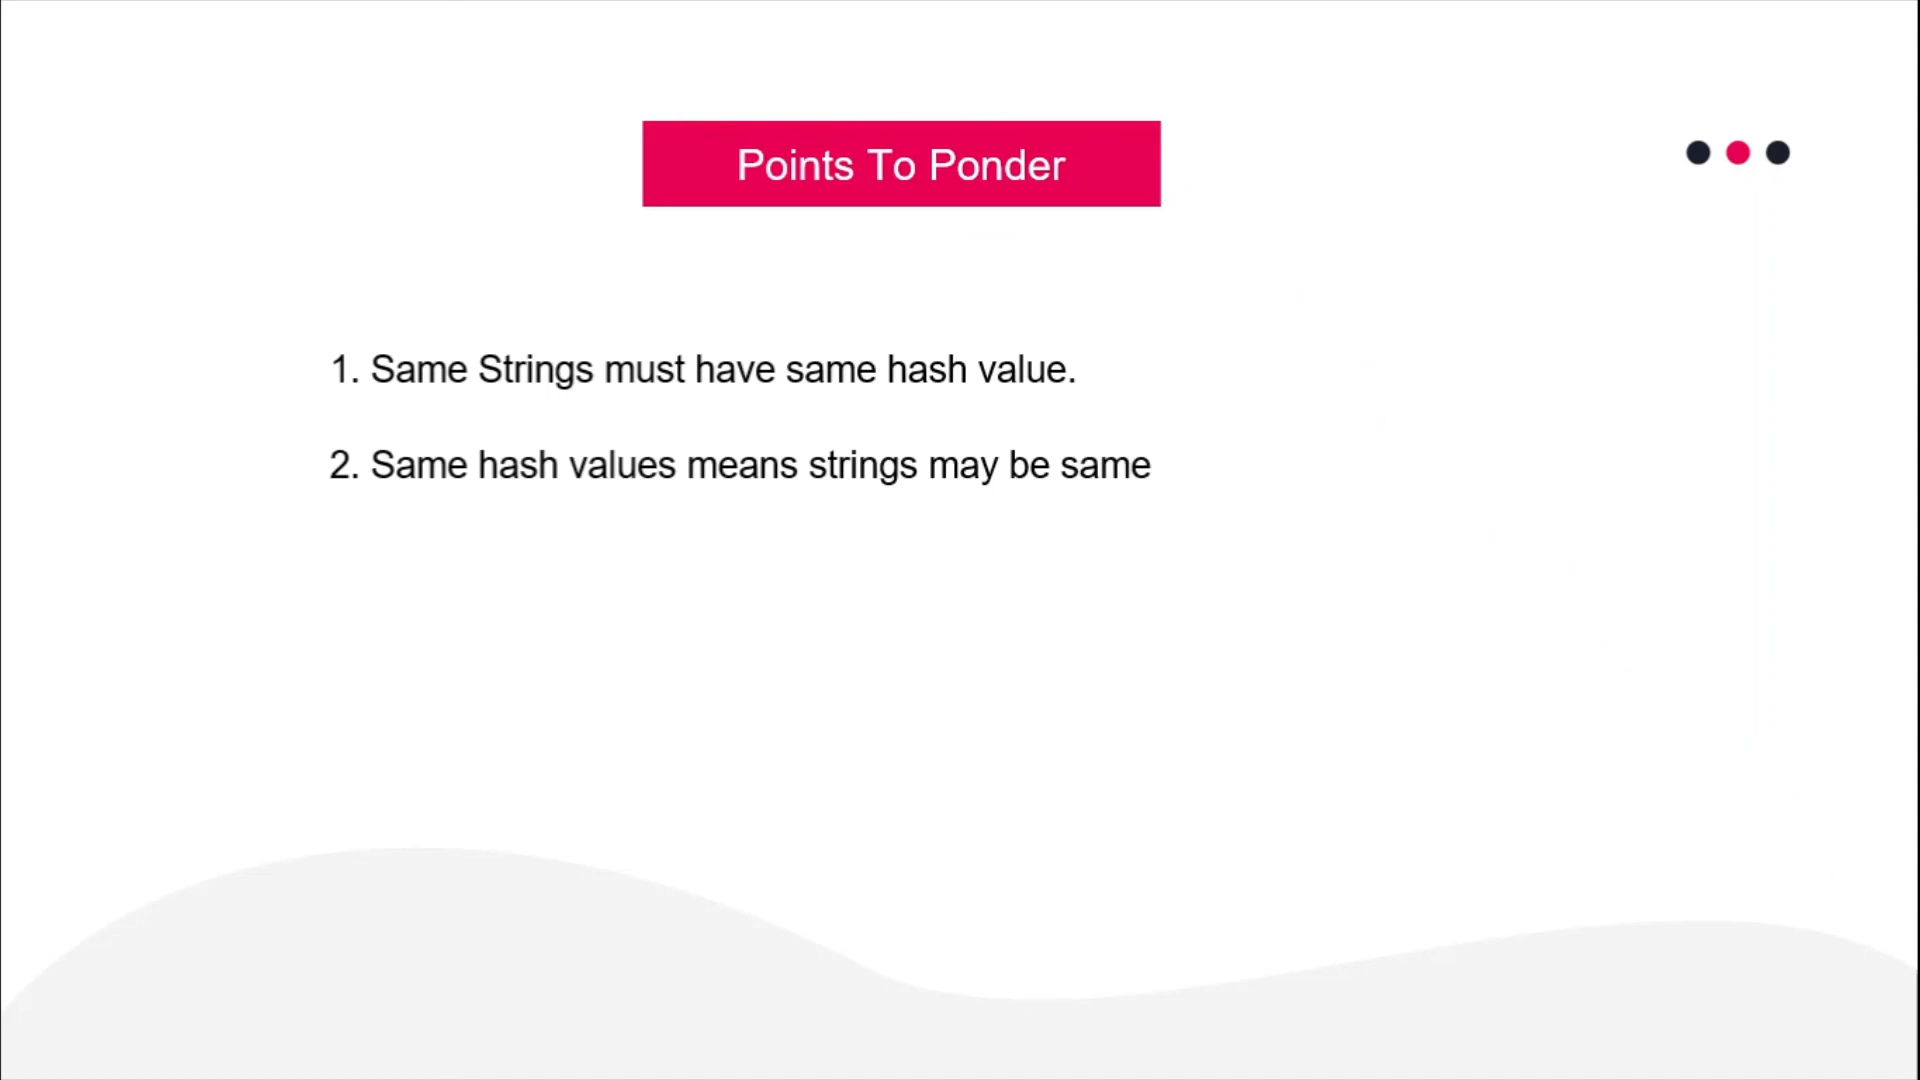 Points To Ponder
1. Same Strings must have same hash value.
2. Same hash values means strings may be same